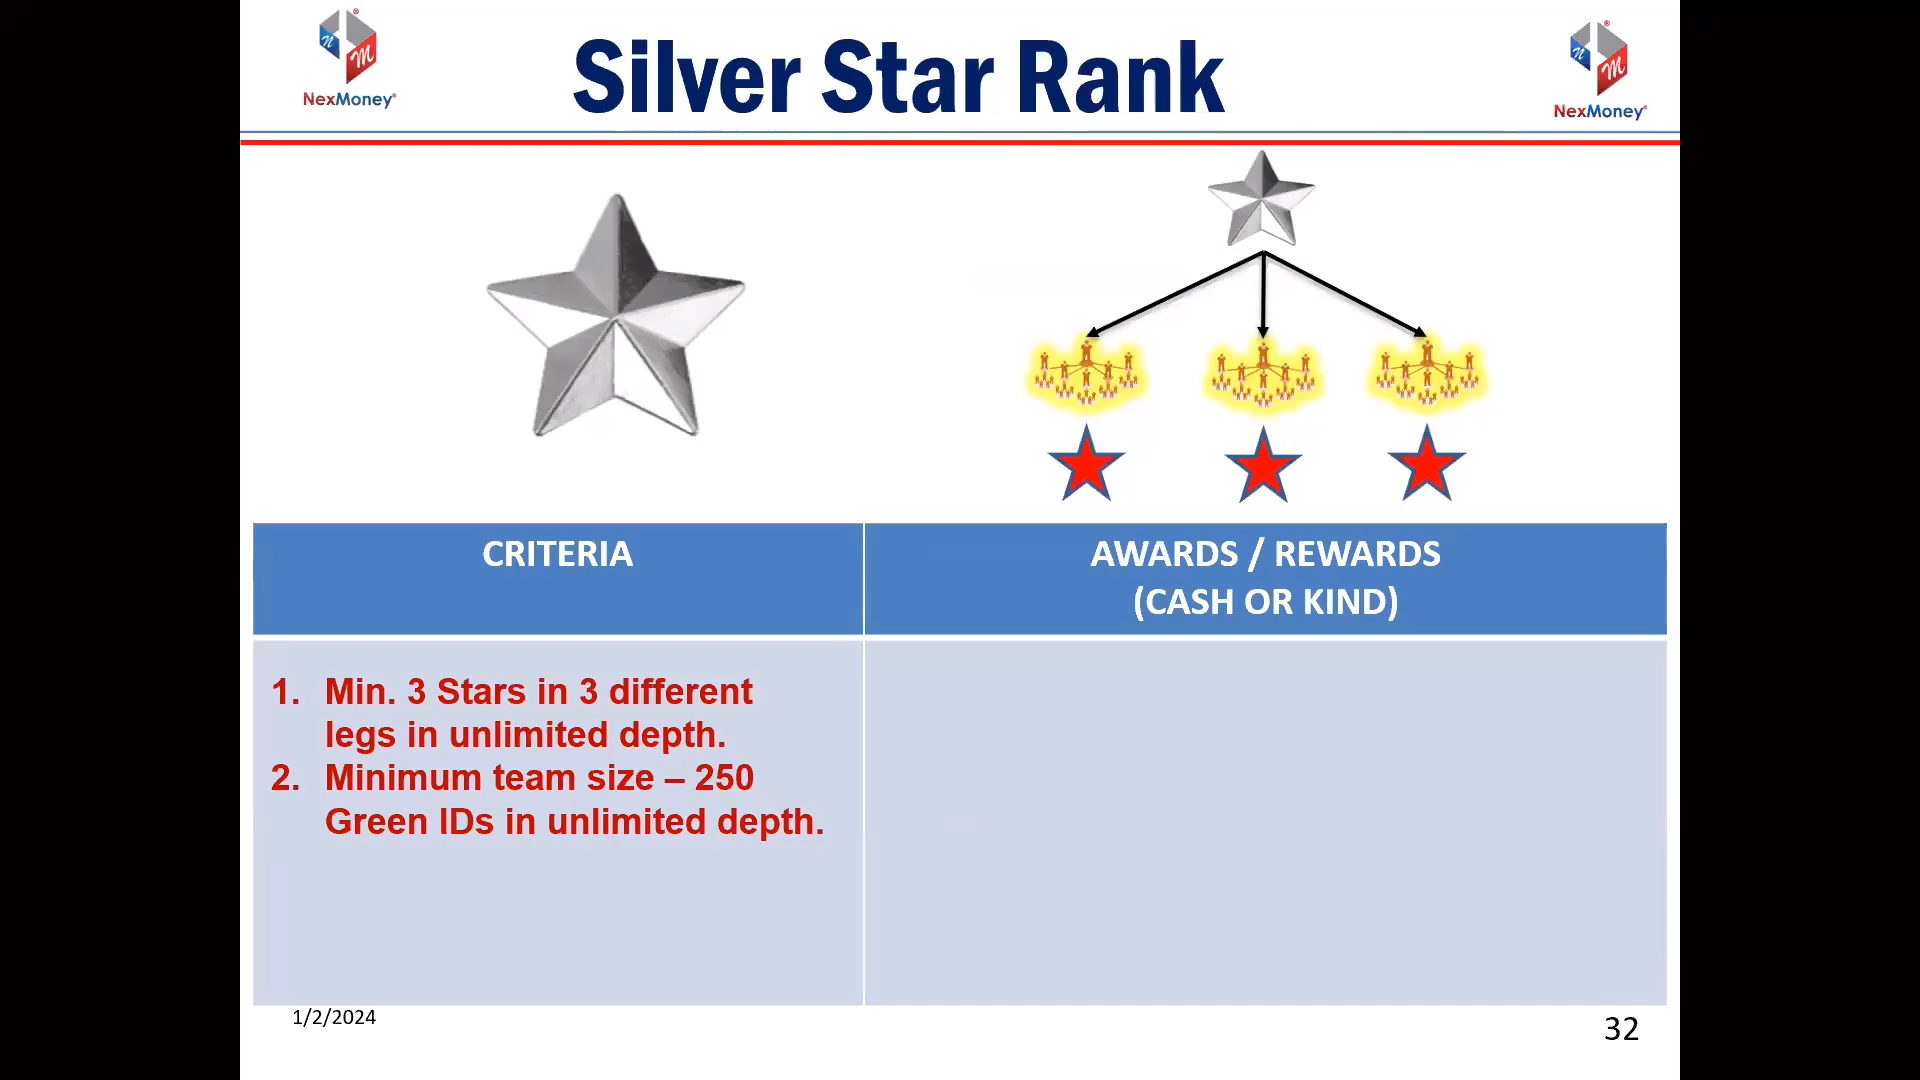 NexMoney®
Silver Star Rank
NexMoney®
CRITERIA
AWARDS / REWARDS
(CASH OR KIND)
1. Min. 3 Stars in 3 different
legs in unlimited depth.
2. Minimum team size – 250
Green IDs in unlimited depth.
1/2/2024
32